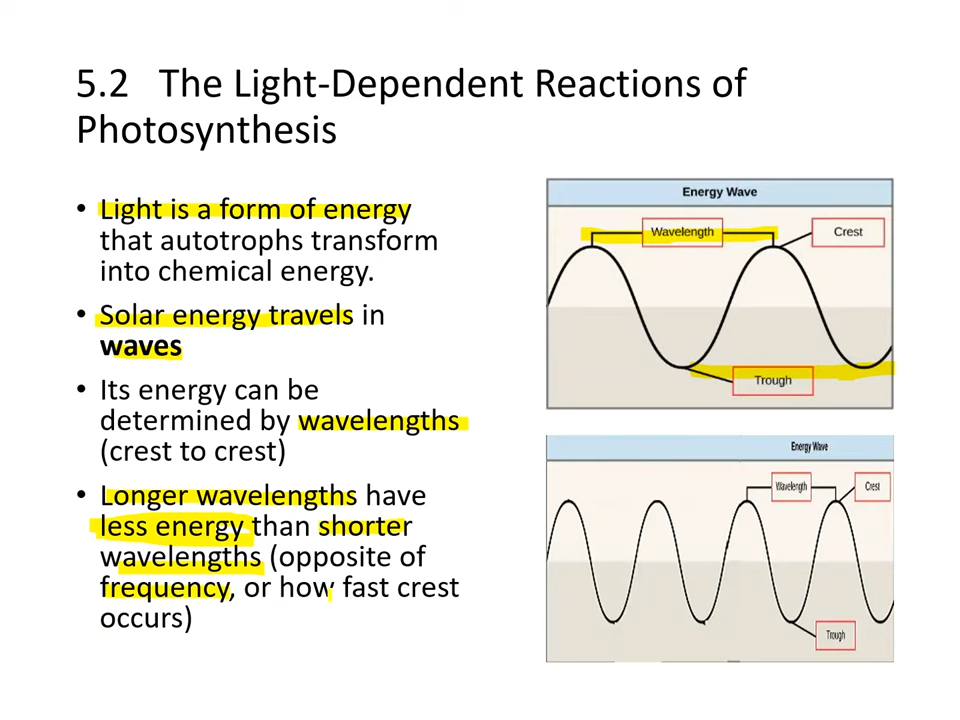 5.2 The Light-Dependent Reactions of
Photosynthesis
• Light is a form of energy
that autotrophs transform
into chemical energy.
• Solar energy travels in
waves
• Its energy can be
determined by wavelengths
(crest to crest)
• Longer wavelengths have
less energy than shorter
wavelengths (opposite of
frequency, or how fast crest
occurs)
Energy Wave
Wavelength
Crest
Trough
Energy Wave
Wavelength
Crest
Trough